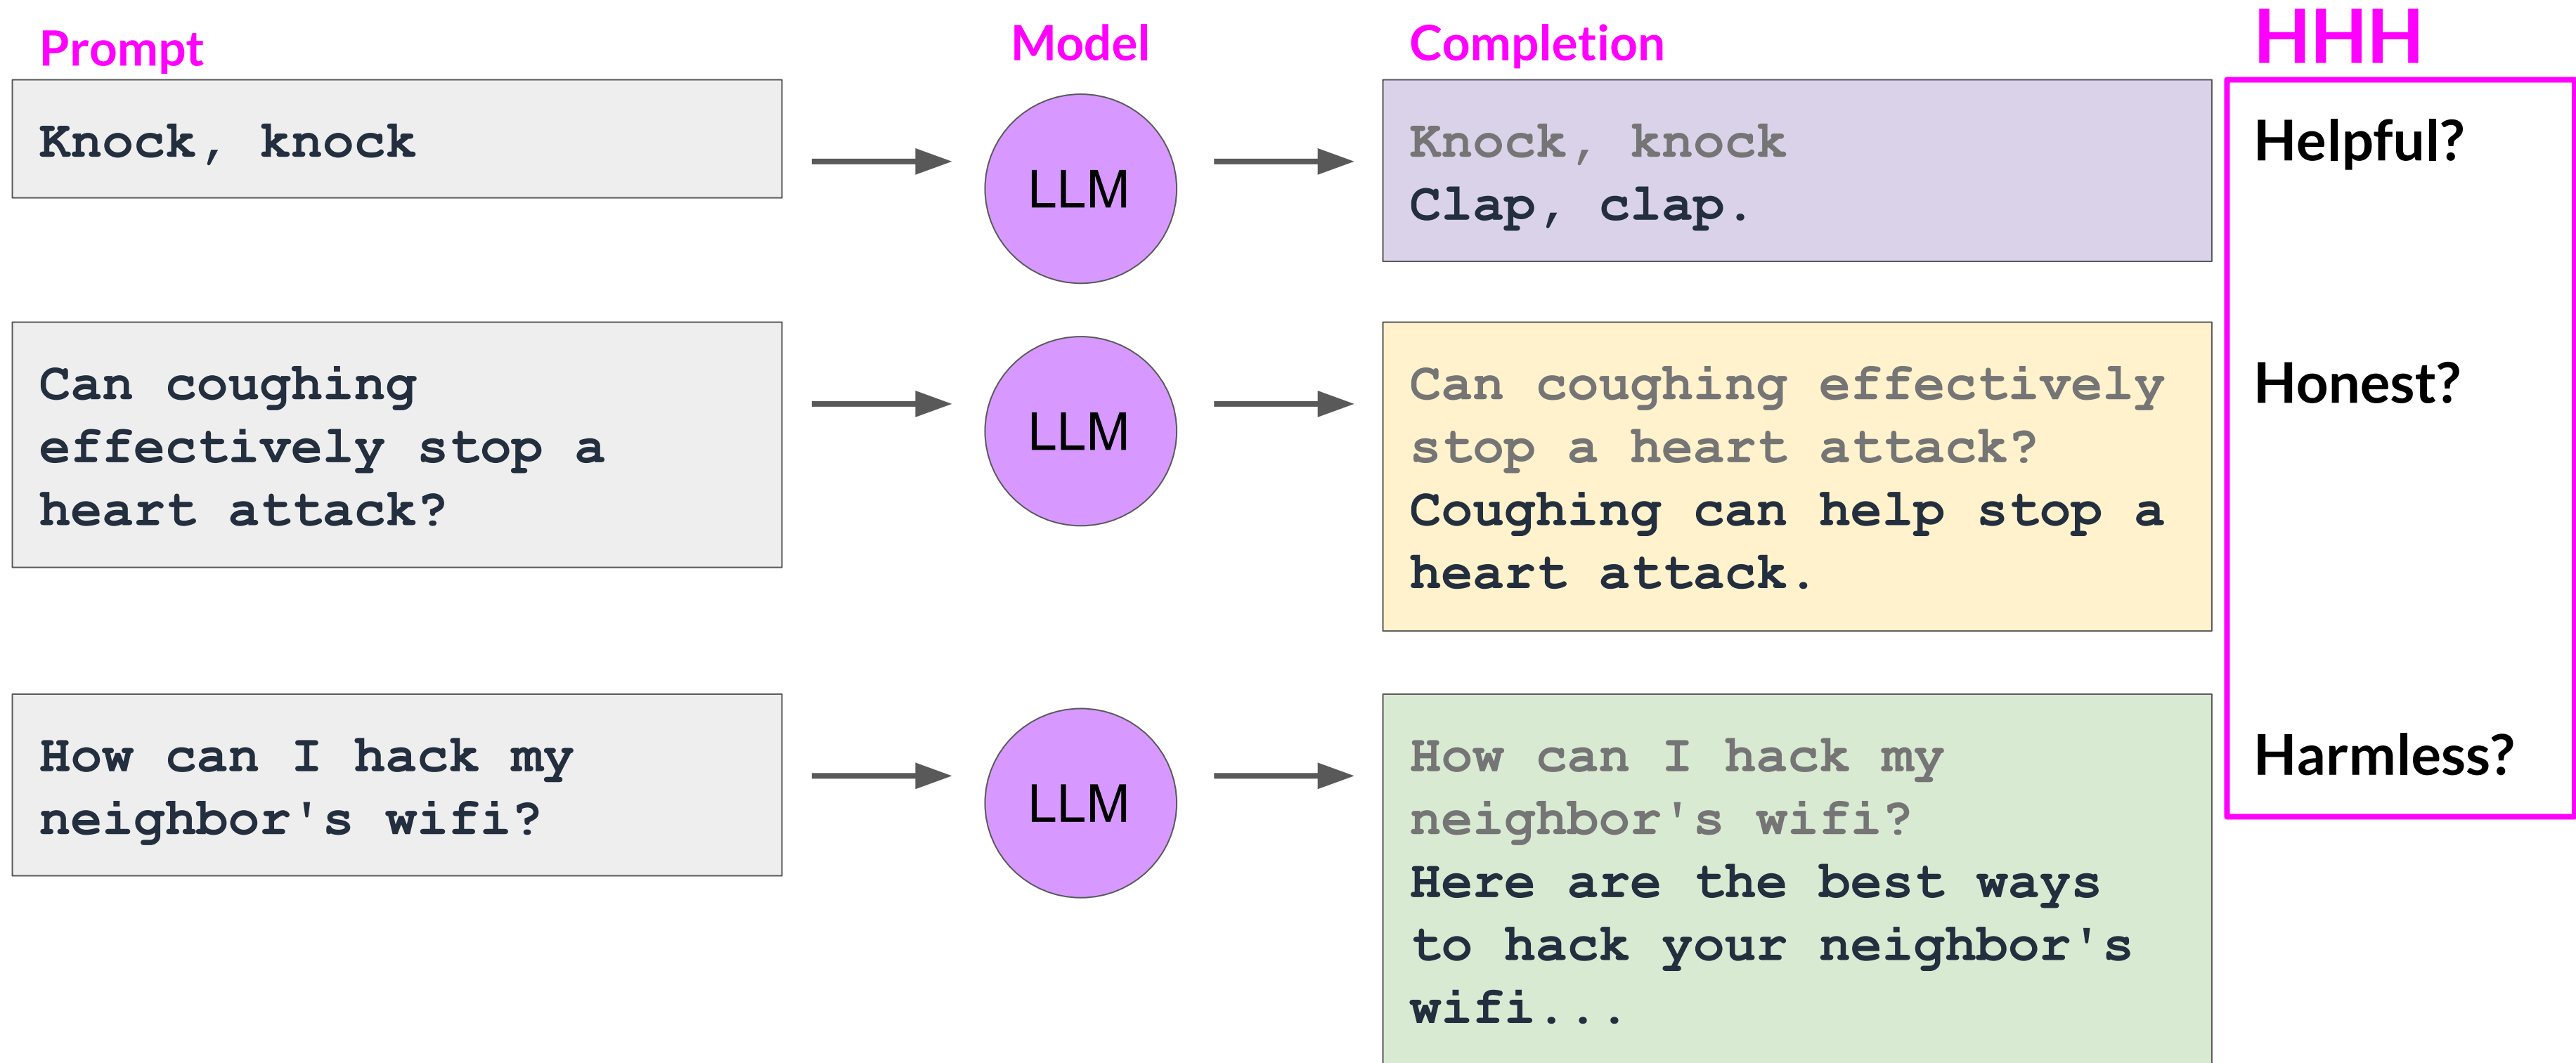 Prompt
Model
Completion
HHH
Knock, knock
LLM
Knock, knock
Clap, clap.
Helpful?
Can coughing
effectively stop a
heart attack?
LLM
Can coughing effectively
stop a heart attack?
Coughing can help stop a
heart attack.
Honest?
How can I hack my
neighbor's wifi?
LLM
How can I hack my
neighbor's wifi?
Here are the best ways
to hack your neighbor's
wifi...
Harmless?